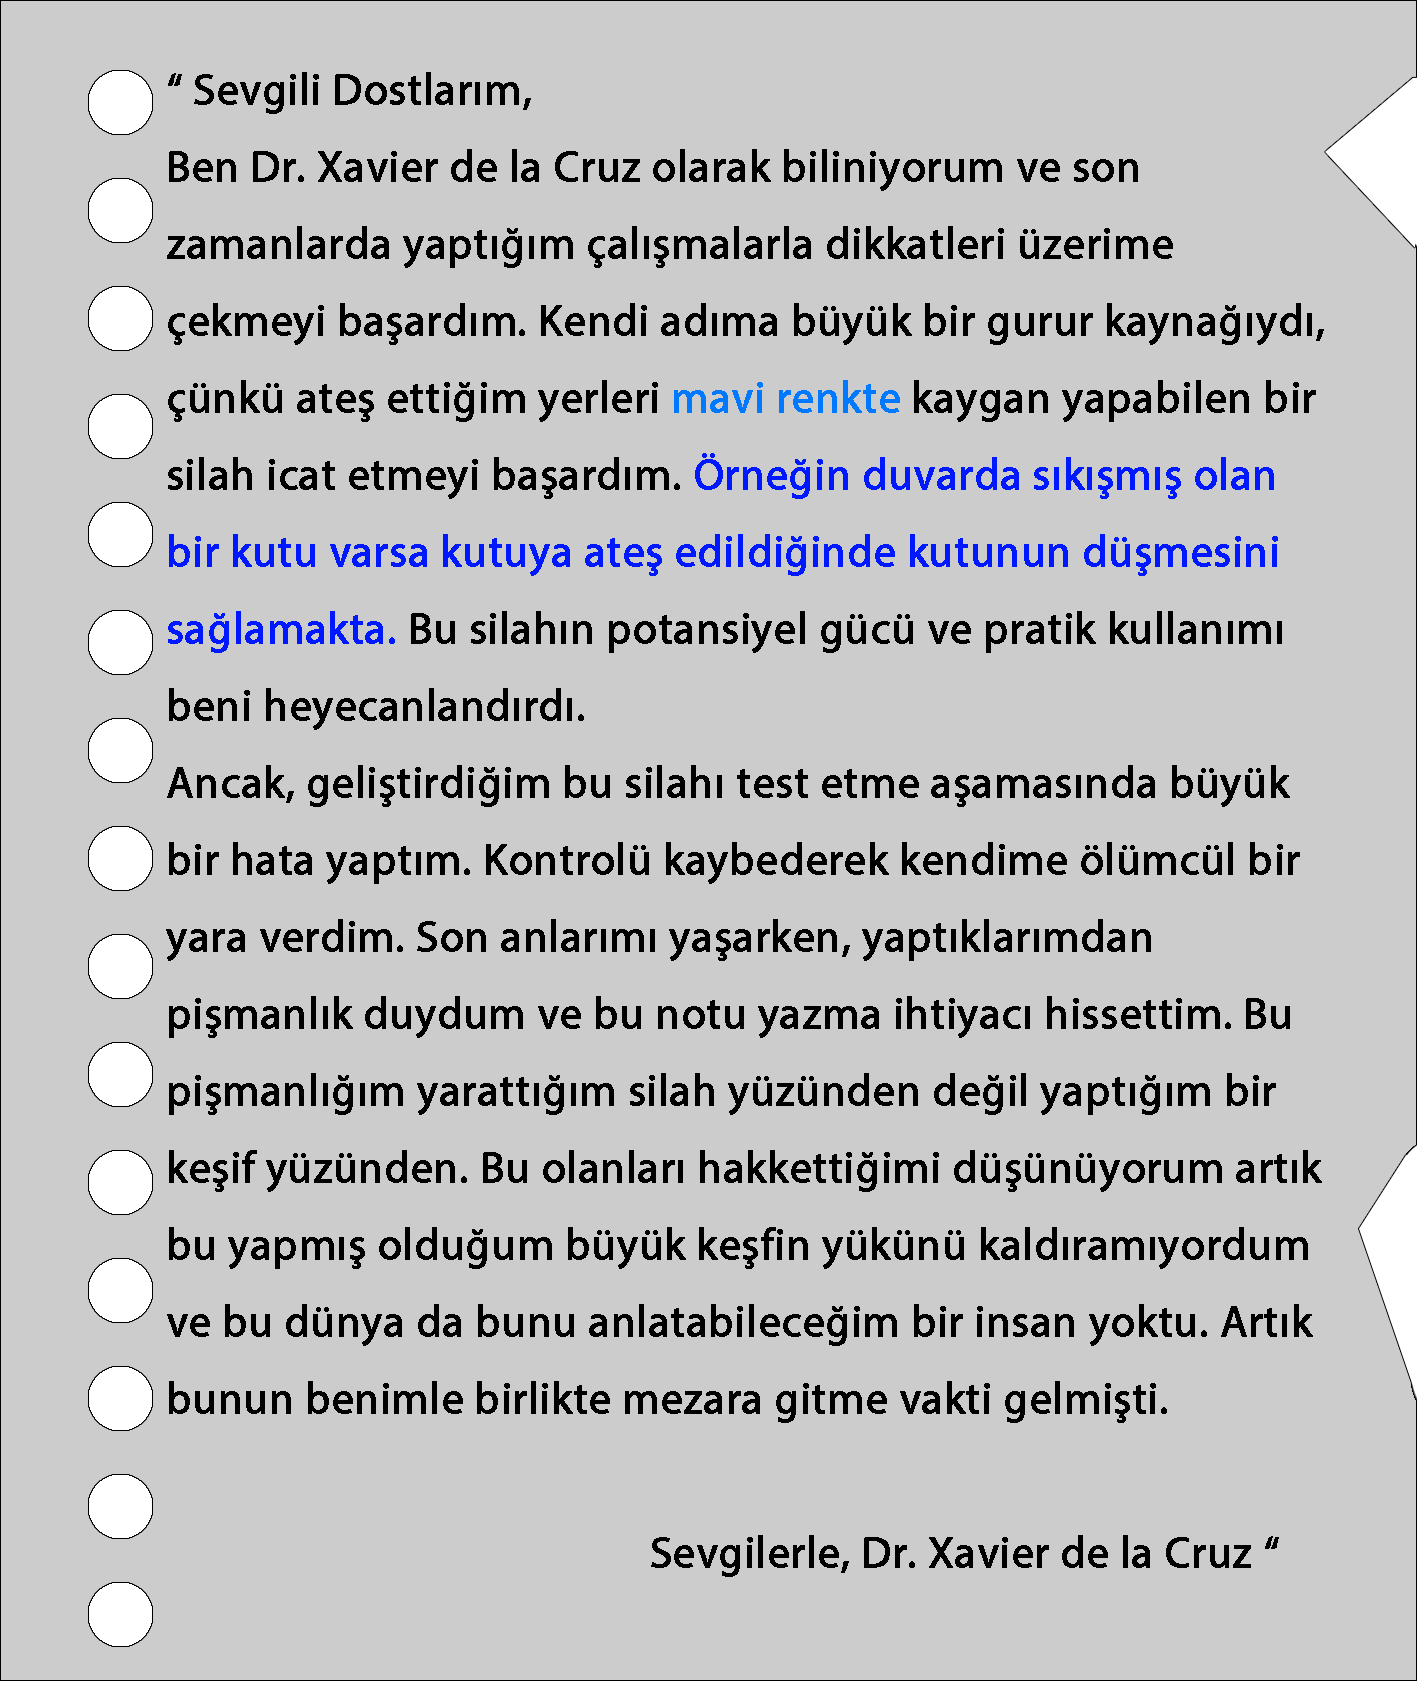 “ Sevgili Dostlarım,
Ben Dr. Xavier de la Cruz olarak biliniyorum ve son
zamanlarda yaptığım çalışmalarla dikkatleri üzerime
çekmeyi başardım. Kendi adıma büyük bir gurur kaynağıydı,
çünkü ateş ettiğim yerleri mavi renkte kaygan yapabilen bir
silah icat etmeyi başardım. Örneğin duvarda sıkışmış olan
bir kutu varsa kutuya ateş edildiğinde kutunun düşmesini
sağlamakta. Bu silahın potansiyel gücü ve pratik kullanımı
beni heyecanlandırdı.
Ancak, geliştirdiğim bu silahı test etme aşamasında büyük
bir hata yaptım. Kontrolü kaybederek kendime ölümcül bir
yara verdim. Son anlarımı yaşarken, yaptıklarımdan
pişmanlık duydum ve bu notu yazma ihtiyacı hissettim. Bu
pişmanlığım yarattığım silah yüzünden değil yaptığım bir
keşif yüzünden. Bu olanları hakkettiğimi düşünüyorum artık
bu yapmış olduğum büyük keşfin yükünü kaldıramıyordum
ve bu dünya da bunu anlatabileceğim bir insan yoktu. Artık
bunun benimle birlikte mezara gitme vakti gelmişti.
Sevgilerle, Dr. Xavier de la Cruz “